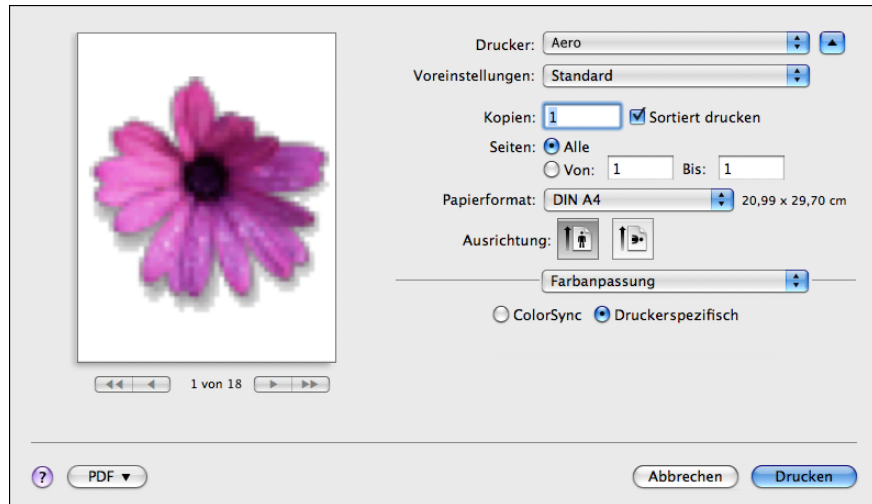 Drucker: Aero
Voreinstellungen: Standard
Kopien: 1 Sortiert drucken
Seiten: Alle
Von: 1 Bis: 1
Papierformat: DIN A4 20,99 x 29,70 cm
Ausrichtung:
Farbanpassung
ColorSync Druckerspezifisch
1 von 18
? PDF ▼ Abbrechen Drucken